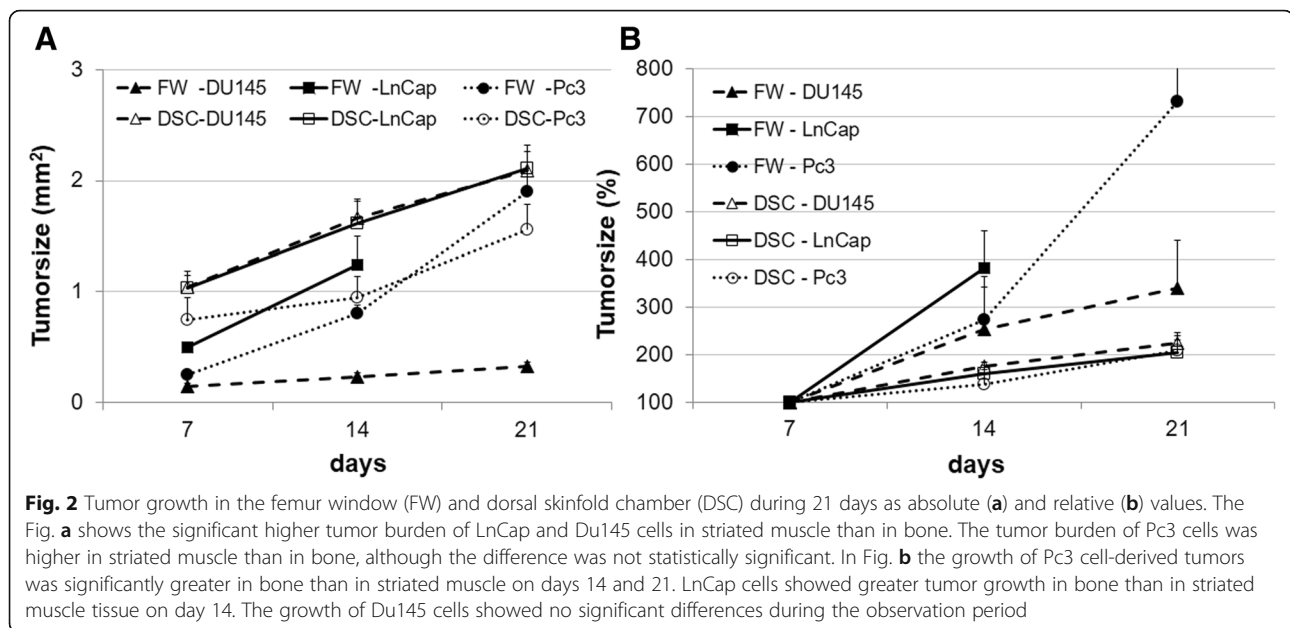 A
3
FW -DU145 FW -LnCap FW -Pc3
DSC-DU145 DSC-LnCap DSC-Pc3
Tumorsize (mm²)
2
1
0
7 14 21
days
B
800
FW - DU145
700
FW - LnCap
600
FW - Pc3
500
DSC - DU145
400
DSC - LnCap
300
DSC - Pc3
200
100
Tumorsize (%)
7 14 21
days
Fig. 2 Tumor growth in the femur window (FW) and dorsal skinfold chamber (DSC) during 21 days as absolute (a) and relative (b) values. The
Fig. a shows the significant higher tumor burden of LnCap and Du145 cells in striated muscle than in bone. The tumor burden of Pc3 cells was
higher in striated muscle than in bone, although the difference was not statistically significant. In Fig. b the growth of Pc3 cell-derived tumors
was significantly greater in bone than in striated muscle on days 14 and 21. LnCap cells showed greater tumor growth in bone than in striated
muscle tissue on day 14. The growth of Du145 cells showed no significant differences during the observation period